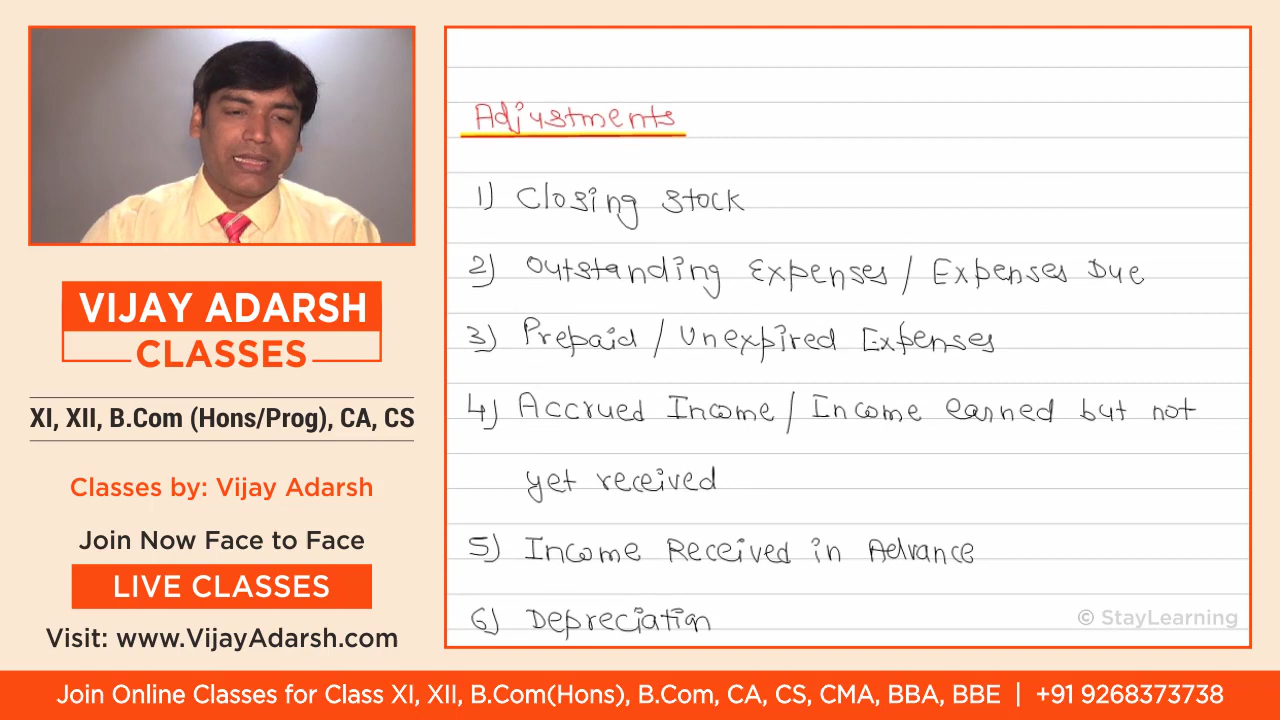 VIJAY ADARSH
CLASSES
XI, XII, B.Com (Hons/Prog), CA, CS
Classes by: Vijay Adarsh
Join Now Face to Face
LIVE CLASSES
Visit: www.VijayAdarsh.com
Adjustments
1) Closing stock
2) Outstanding Expenses / Expenses Due
3) Prepaid / Unexpired Expenses
4) Accrued Income / Income earned but not
yet received
5) Income Received in Advance
6) Depreciation
© StayLearning
Join Online Classes for Class XI, XII, B.Com(Hons), B.Com, CA, CS, CMA, BBA, BBE | +91 9268373738